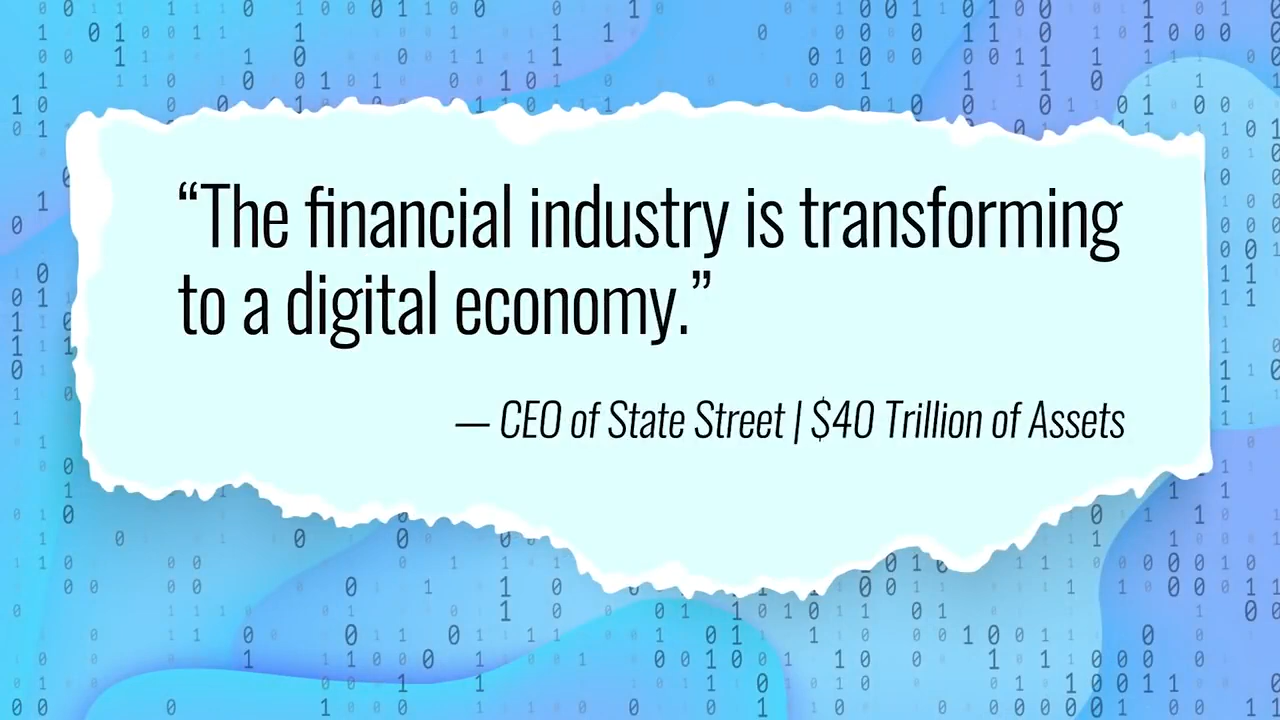 “The financial industry is transforming
to a digital economy.”
— CEO of State Street | $40 Trillion of Assets